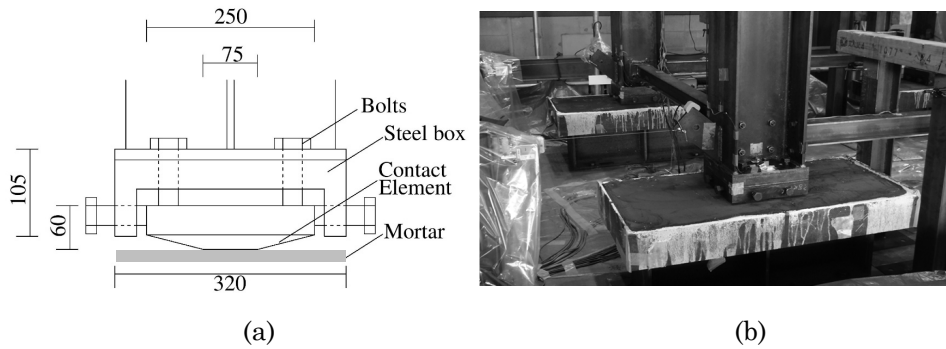 250
75
Bolts
Steel box
Contact
Element
Mortar
105
60
320
(a)
(b)